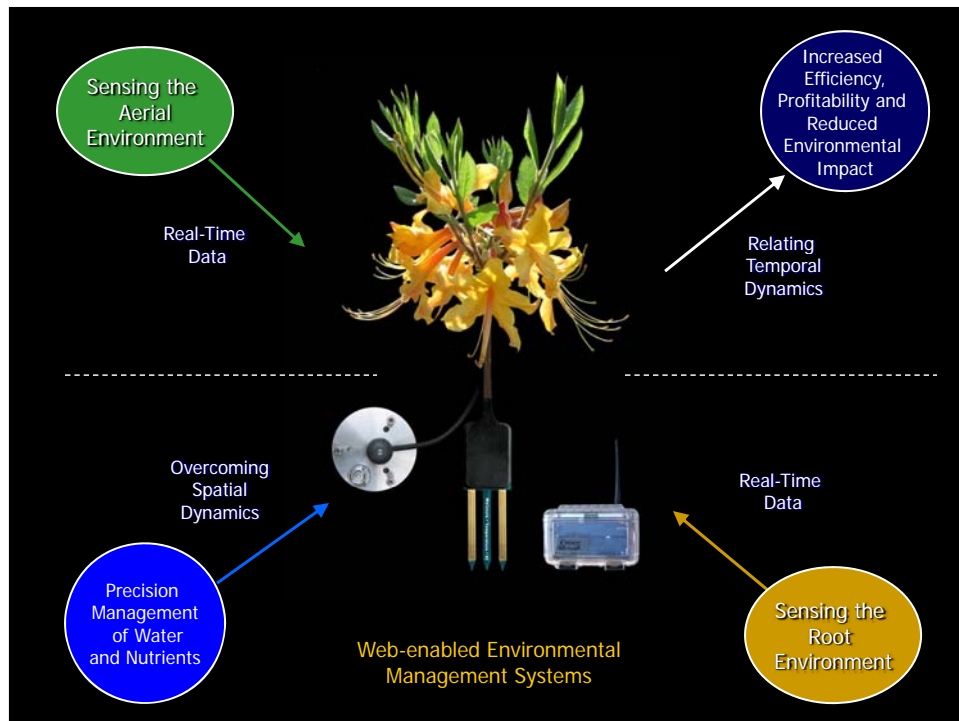 Sensing the
Aerial
Environment
Increased
Efficiency,
Profitability and
Reduced
Environmental
Impact
Real-Time
Data
Relating
Temporal
Dynamics
Overcoming
Spatial
Dynamics
Real-Time
Data
Precision
Management
of Water
and Nutrients
Sensing the
Root
Environment
Web-enabled Environmental
Management Systems